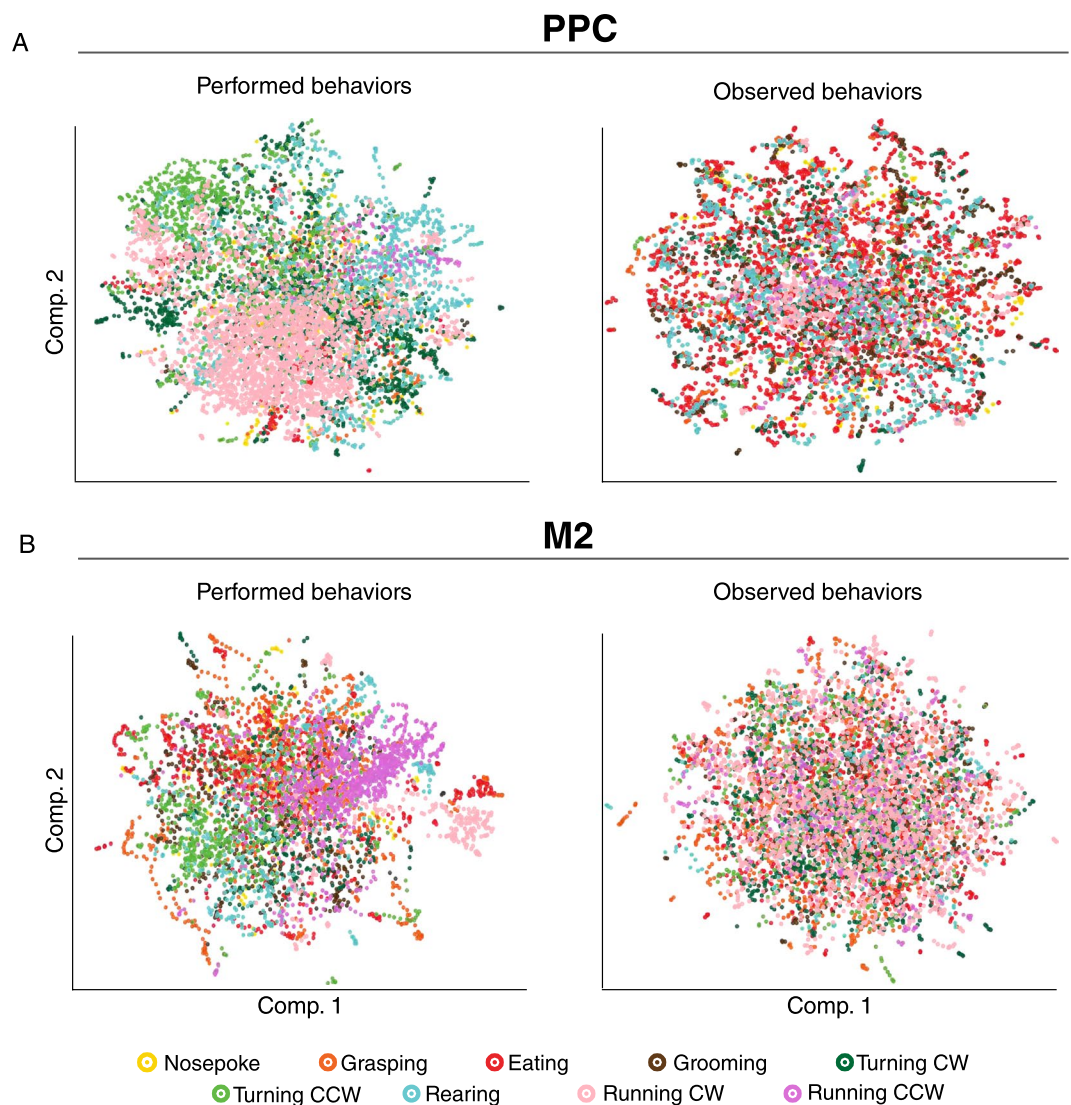 A
PPC
Performed behaviors
Observed behaviors
Comp. 2
B
M2
Performed behaviors
Observed behaviors
Comp. 2
Comp. 1
Comp. 1
Nosepoke Grasping Eating Grooming Turning CW
Turning CCW Rearing Running CW Running CCW